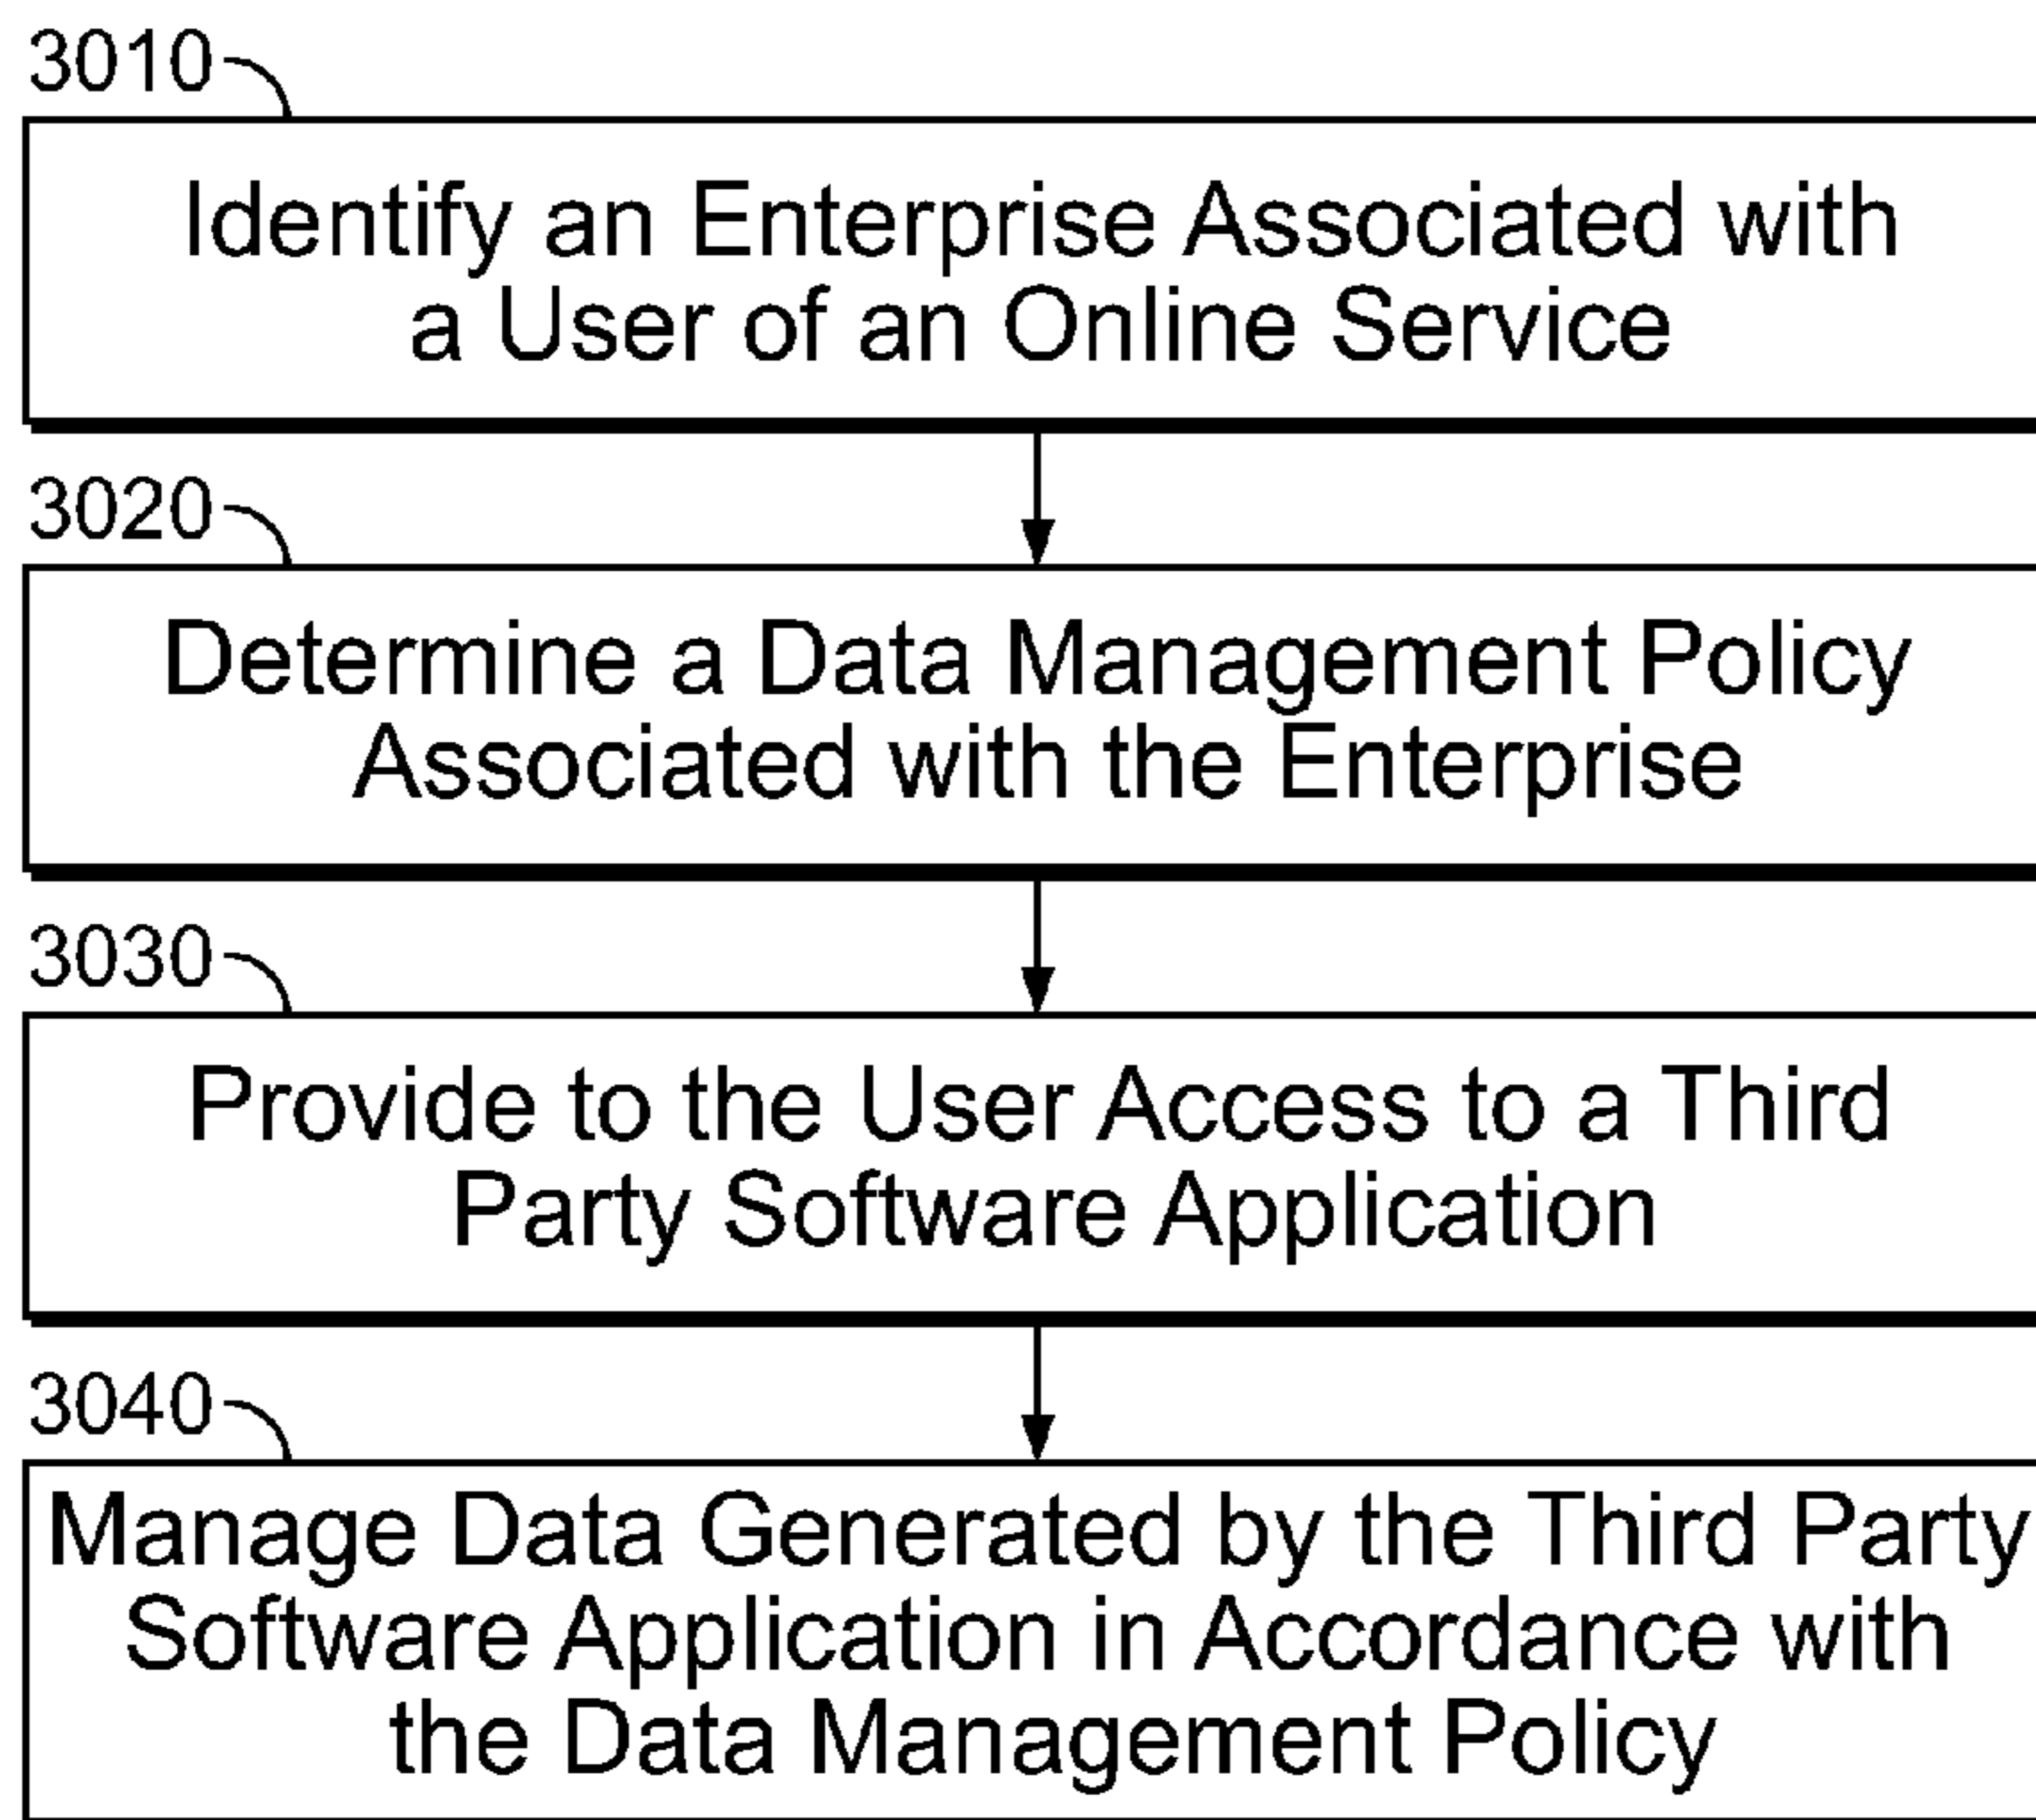 3010
Identify an Enterprise Associated with
a User of an Online Service
3020
Determine a Data Management Policy
Associated with the Enterprise
3030
Provide to the User Access to a Third
Party Software Application
3040
Manage Data Generated by the Third Party
Software Application in Accordance with
the Data Management Policy